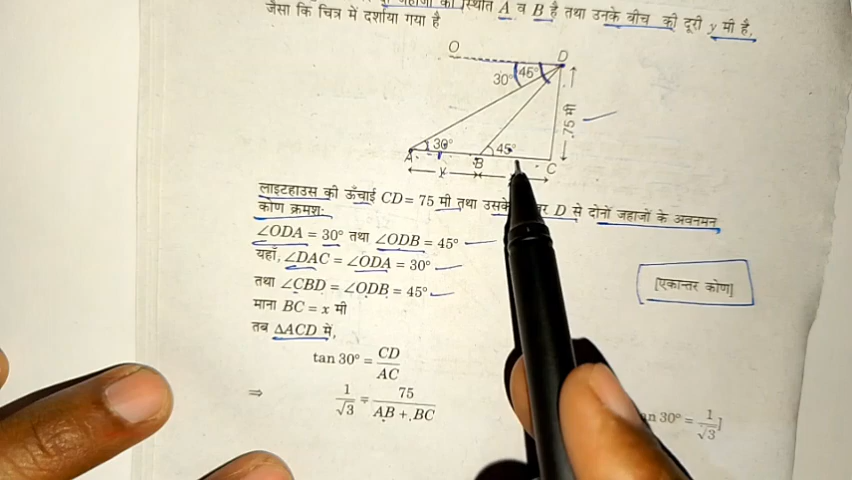 जहाजों की स्थिति A व B है तथा उनके बीच की दूरी y मी है,
जैसा कि चित्र में दर्शाया गया है
O D
30° 45°
75 मी
A 30° B 45° C
y
लाइटहाउस की ऊँचाई CD = 75 मी तथा उसके D से दोनों जहाजों के अवनमन
कोण क्रमशः
∠ODA = 30° तथा ∠ODB = 45°
यहाँ, ∠DAC = ∠ODA = 30°
तथा ∠CBD = ∠ODB = 45° [एकान्तर कोण]
माना BC = x मी
तब ΔACD में,
tan 30° = CD/AC
⇒ 1/√3 = 75/(AB + BC) tan 30° = 1/√3]